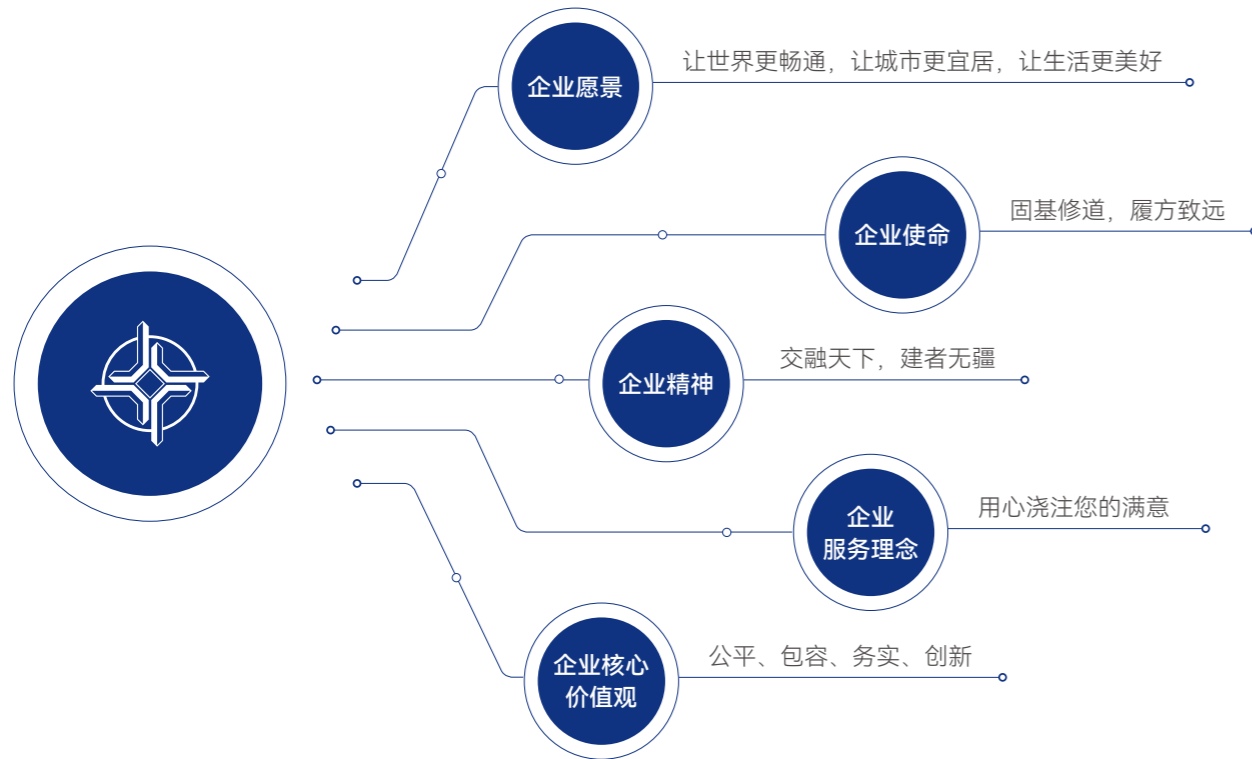 企业愿景
让世界更畅通，让城市更宜居，让生活更美好
企业使命
固基修道，履方致远
企业精神
交融天下，建者无疆
企业
服务理念
用心浇注您的满意
企业核心
价值观
公平、包容、务实、创新